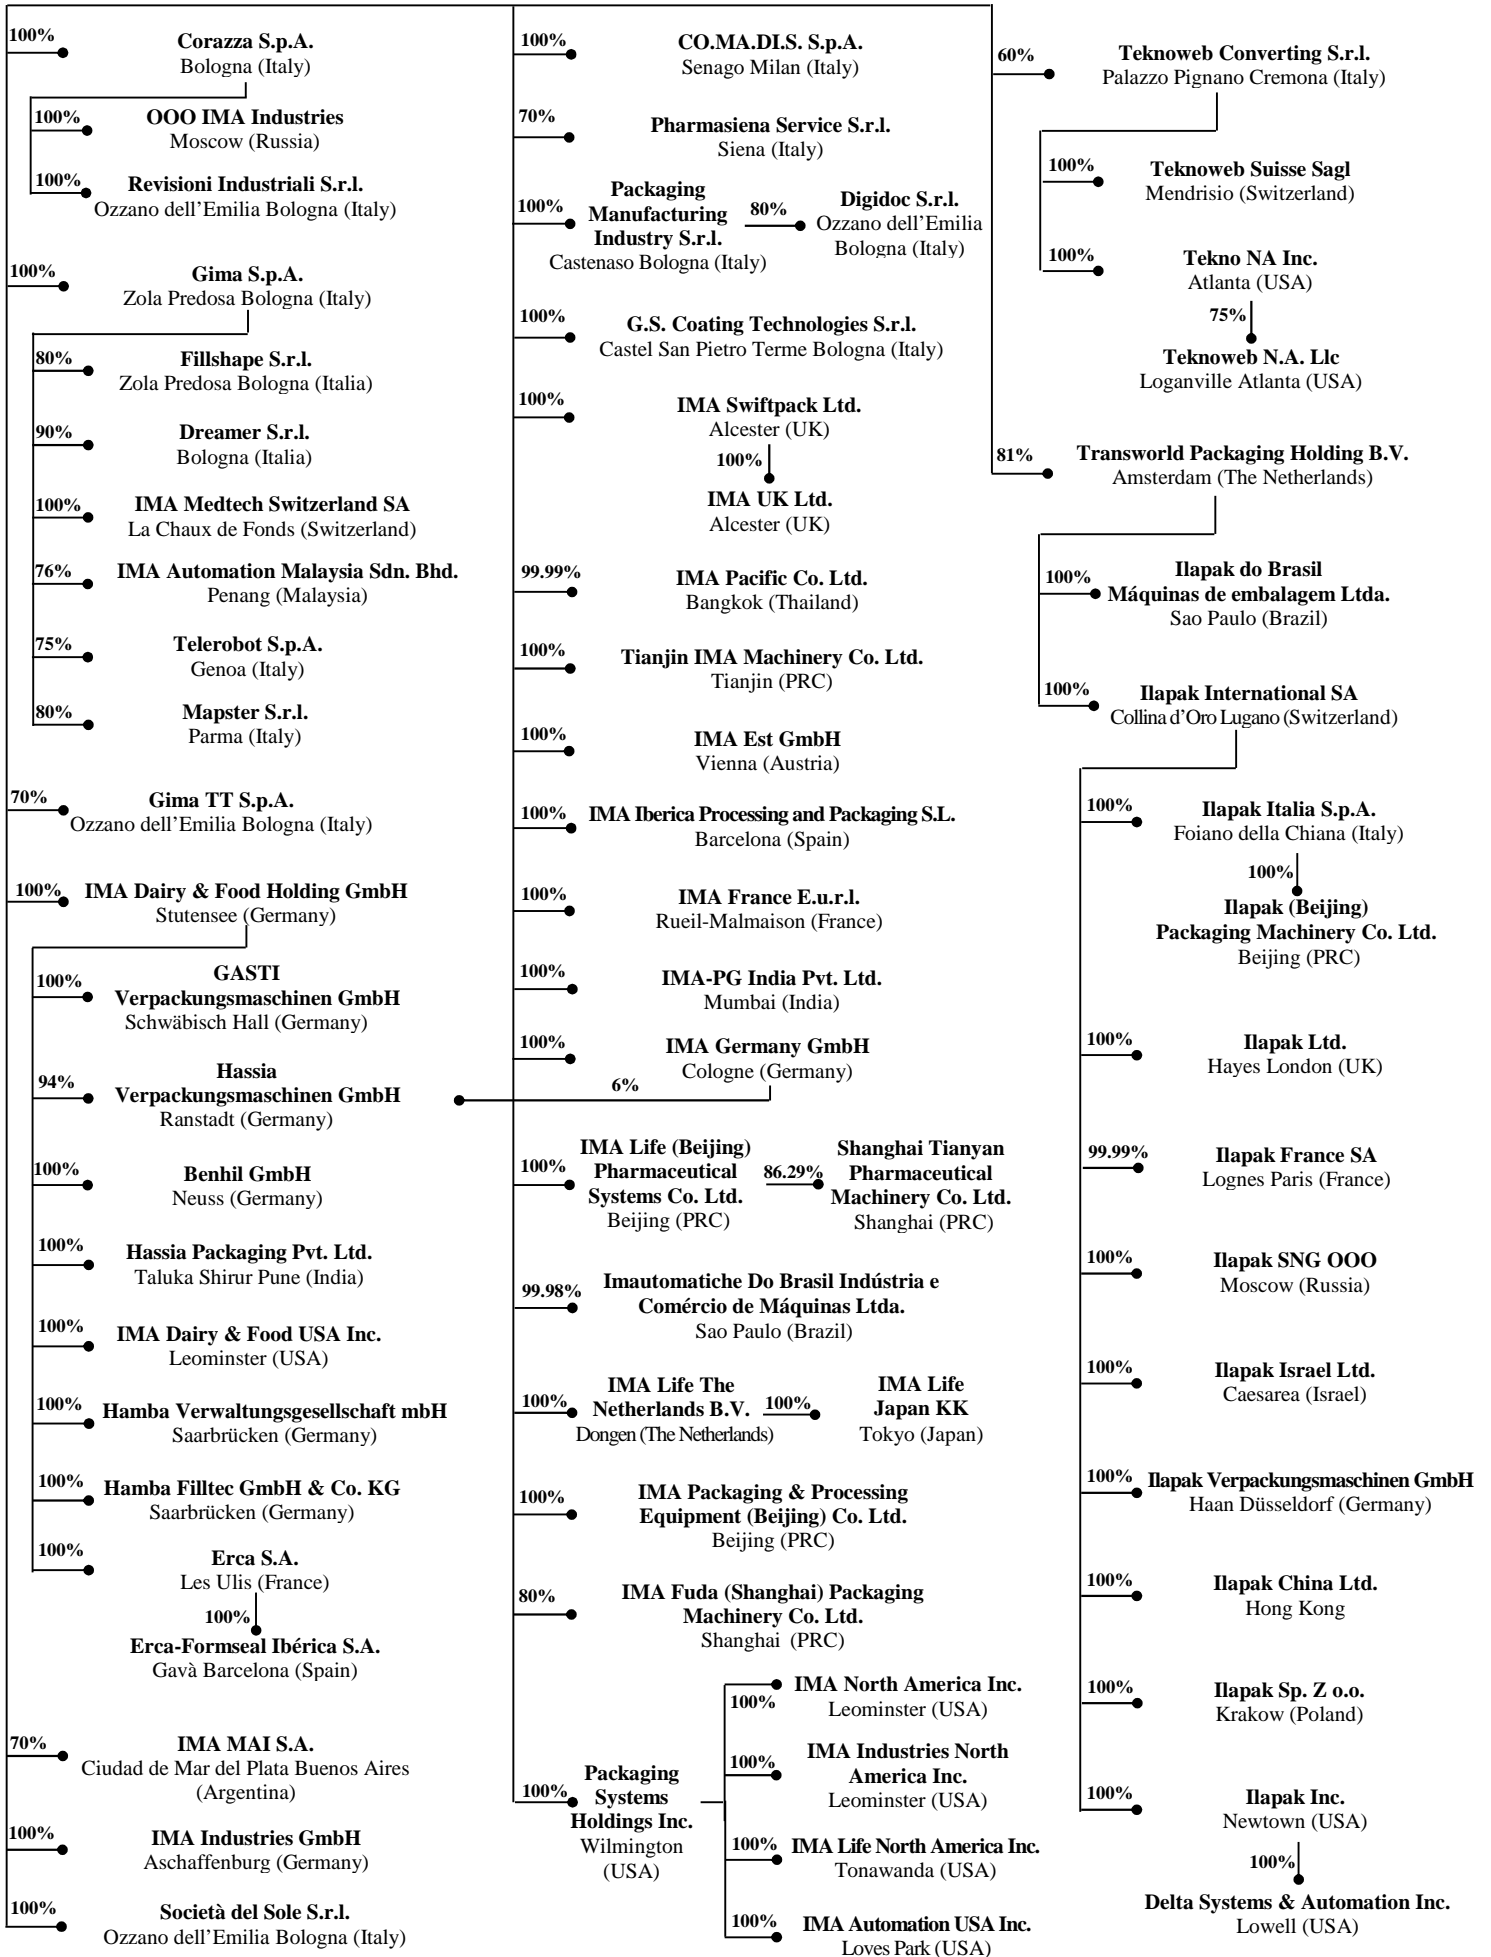 100%
Corazza S.p.A.
Bologna (Italy)
100%
OOO IMA Industries
Moscow (Russia)
100%
Revisioni Industriali S.r.l.
Ozzano dell'Emilia Bologna (Italy)
100%
Gima S.p.A.
Zola Predosa Bologna (Italy)
80%
Fillshape S.r.l.
Zola Predosa Bologna (Italia)
90%
Dreamer S.r.l.
Bologna (Italia)
100%
IMA Medtech Switzerland SA
La Chaux de Fonds (Switzerland)
76%
IMA Automation Malaysia Sdn. Bhd.
Penang (Malaysia)
75%
Telerobot S.p.A.
Genoa (Italy)
80%
Mapster S.r.l.
Parma (Italy)
70%
Gima TT S.p.A.
Ozzano dell'Emilia Bologna (Italy)
100%
IMA Dairy & Food Holding GmbH
Stutensee (Germany)
100%
GASTI
Verpackungsmaschinen GmbH
Schwäbisch Hall (Germany)
94%
Hassia
Verpackungsmaschinen GmbH
Ranstadt (Germany)
100%
Benhil GmbH
Neuss (Germany)
100%
Hassia Packaging Pvt. Ltd.
Taluka Shirur Pune (India)
100%
IMA Dairy & Food USA Inc.
Leominster (USA)
100%
Hamba Verwaltungsgesellschaft mbH
Saarbrücken (Germany)
100%
Hamba Filltec GmbH & Co. KG
Saarbrücken (Germany)
100%
Erca S.A.
Les Ulis (France)
100%
Erca-Formseal Ibérica S.A.
Gavà Barcelona (Spain)
70%
IMA MAI S.A.
Ciudad de Mar del Plata Buenos Aires
(Argentina)
100%
IMA Industries GmbH
Aschaffenburg (Germany)
100%
Società del Sole S.r.l.
Ozzano dell'Emilia Bologna (Italy)
100%
CO.MA.DI.S. S.p.A.
Senago Milan (Italy)
70%
Pharmasiena Service S.r.l.
Siena (Italy)
100%
Packaging
Manufacturing
Industry S.r.l.
Castenaso Bologna (Italy)
80%
Digidoc S.r.l.
Ozzano dell'Emilia
Bologna (Italy)
100%
G.S. Coating Technologies S.r.l.
Castel San Pietro Terme Bologna (Italy)
100%
IMA Swiftpack Ltd.
Alcester (UK)
100%
IMA UK Ltd.
Alcester (UK)
99.99%
IMA Pacific Co. Ltd.
Bangkok (Thailand)
100%
Tianjin IMA Machinery Co. Ltd.
Tianjin (PRC)
100%
IMA Est GmbH
Vienna (Austria)
100%
IMA Iberica Processing and Packaging S.L.
Barcelona (Spain)
100%
IMA France E.u.r.l.
Rueil-Malmaison (France)
100%
IMA-PG India Pvt. Ltd.
Mumbai (India)
100%
IMA Germany GmbH
Cologne (Germany)
6%
100%
IMA Life (Beijing)
Pharmaceutical
Systems Co. Ltd.
Beijing (PRC)
86.29%
Shanghai Tianyan
Pharmaceutical
Machinery Co. Ltd.
Shanghai (PRC)
99.98%
Imautomatiche Do Brasil Indústria e
Comércio de Máquinas Ltda.
Sao Paulo (Brazil)
100%
IMA Life The
Netherlands B.V.
Dongen (The Netherlands)
100%
IMA Life
Japan KK
Tokyo (Japan)
100%
IMA Packaging & Processing
Equipment (Beijing) Co. Ltd.
Beijing (PRC)
80%
IMA Fuda (Shanghai) Packaging
Machinery Co. Ltd.
Shanghai (PRC)
100%
Packaging
Systems
Holdings Inc.
Wilmington
(USA)
100%
IMA North America Inc.
Leominster (USA)
100%
IMA Industries North
America Inc.
Leominster (USA)
100%
IMA Life North America Inc.
Tonawanda (USA)
100%
IMA Automation USA Inc.
Loves Park (USA)
60%
Teknoweb Converting S.r.l.
Palazzo Pignano Cremona (Italy)
100%
Teknoweb Suisse Sagl
Mendrisio (Switzerland)
100%
Tekno NA Inc.
Atlanta (USA)
75%
Teknoweb N.A. Llc
Loganville Atlanta (USA)
81%
Transworld Packaging Holding B.V.
Amsterdam (The Netherlands)
100%
Ilapak do Brasil
Máquinas de embalagem Ltda.
Sao Paulo (Brazil)
100%
Ilapak International SA
Collina d'Oro Lugano (Switzerland)
100%
Ilapak Italia S.p.A.
Foiano della Chiana (Italy)
100%
Ilapak (Beijing)
Packaging Machinery Co. Ltd.
Beijing (PRC)
100%
Ilapak Ltd.
Hayes London (UK)
99.99%
Ilapak France SA
Lognes Paris (France)
100%
Ilapak SNG OOO
Moscow (Russia)
100%
Ilapak Israel Ltd.
Caesarea (Israel)
100%
Ilapak Verpackungsmaschinen GmbH
Haan Düsseldorf (Germany)
100%
Ilapak China Ltd.
Hong Kong
100%
Ilapak Sp. Z o.o.
Krakow (Poland)
100%
Ilapak Inc.
Newtown (USA)
100%
Delta Systems & Automation Inc.
Lowell (USA)